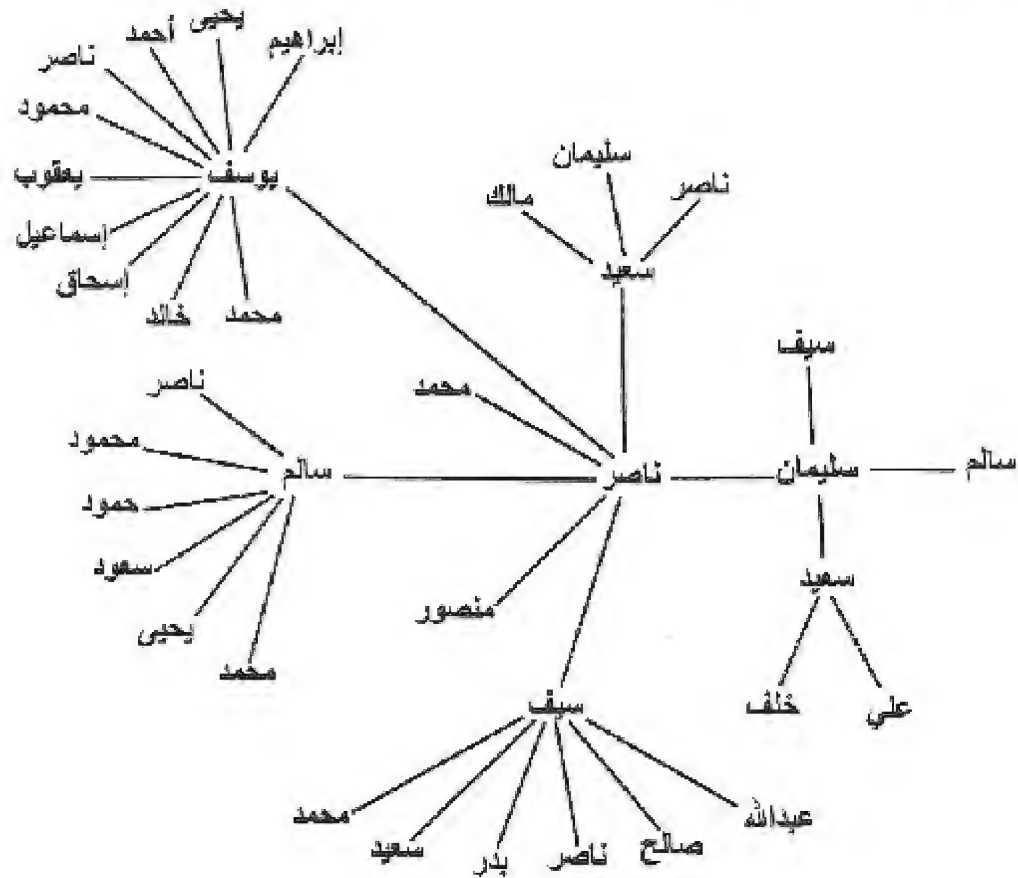 يحيى
أحمد
إبراهيم
ناصر
محمود
يعقوب
يوسف
إسماعيل
إسحاق
خالد
محمد
سليمان
ناصر
مالك
سعيد
سيف
محمد
ناصر
محمود
سالم
ناصر
سليمان
سالم
حمود
سعود
يحيى
محمد
منصور
سعيد
خلف
علي
سيف
محمد
سعيد
بدر
ناصر
صالح
عبدالله